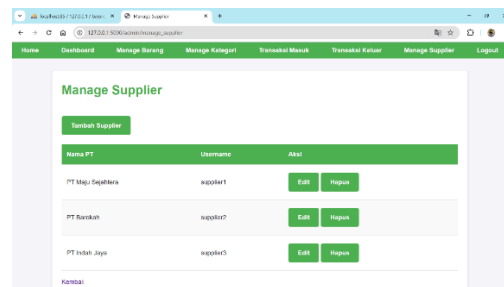 Manage Supplier
127.0.0.1:5000/admin/manage_supplier
Home Dashboard Manage Barang Manage Kategori Transaksi Masuk Transaksi Keluar Manage Supplier Logout
Manage Supplier
Tambah Supplier
Nama PT Username Aksi
PT Maju Sejahtera supplier1 Edit Hapus
PT Barokah supplier2 Edit Hapus
PT Indah Jaya supplier3 Edit Hapus
Kembali